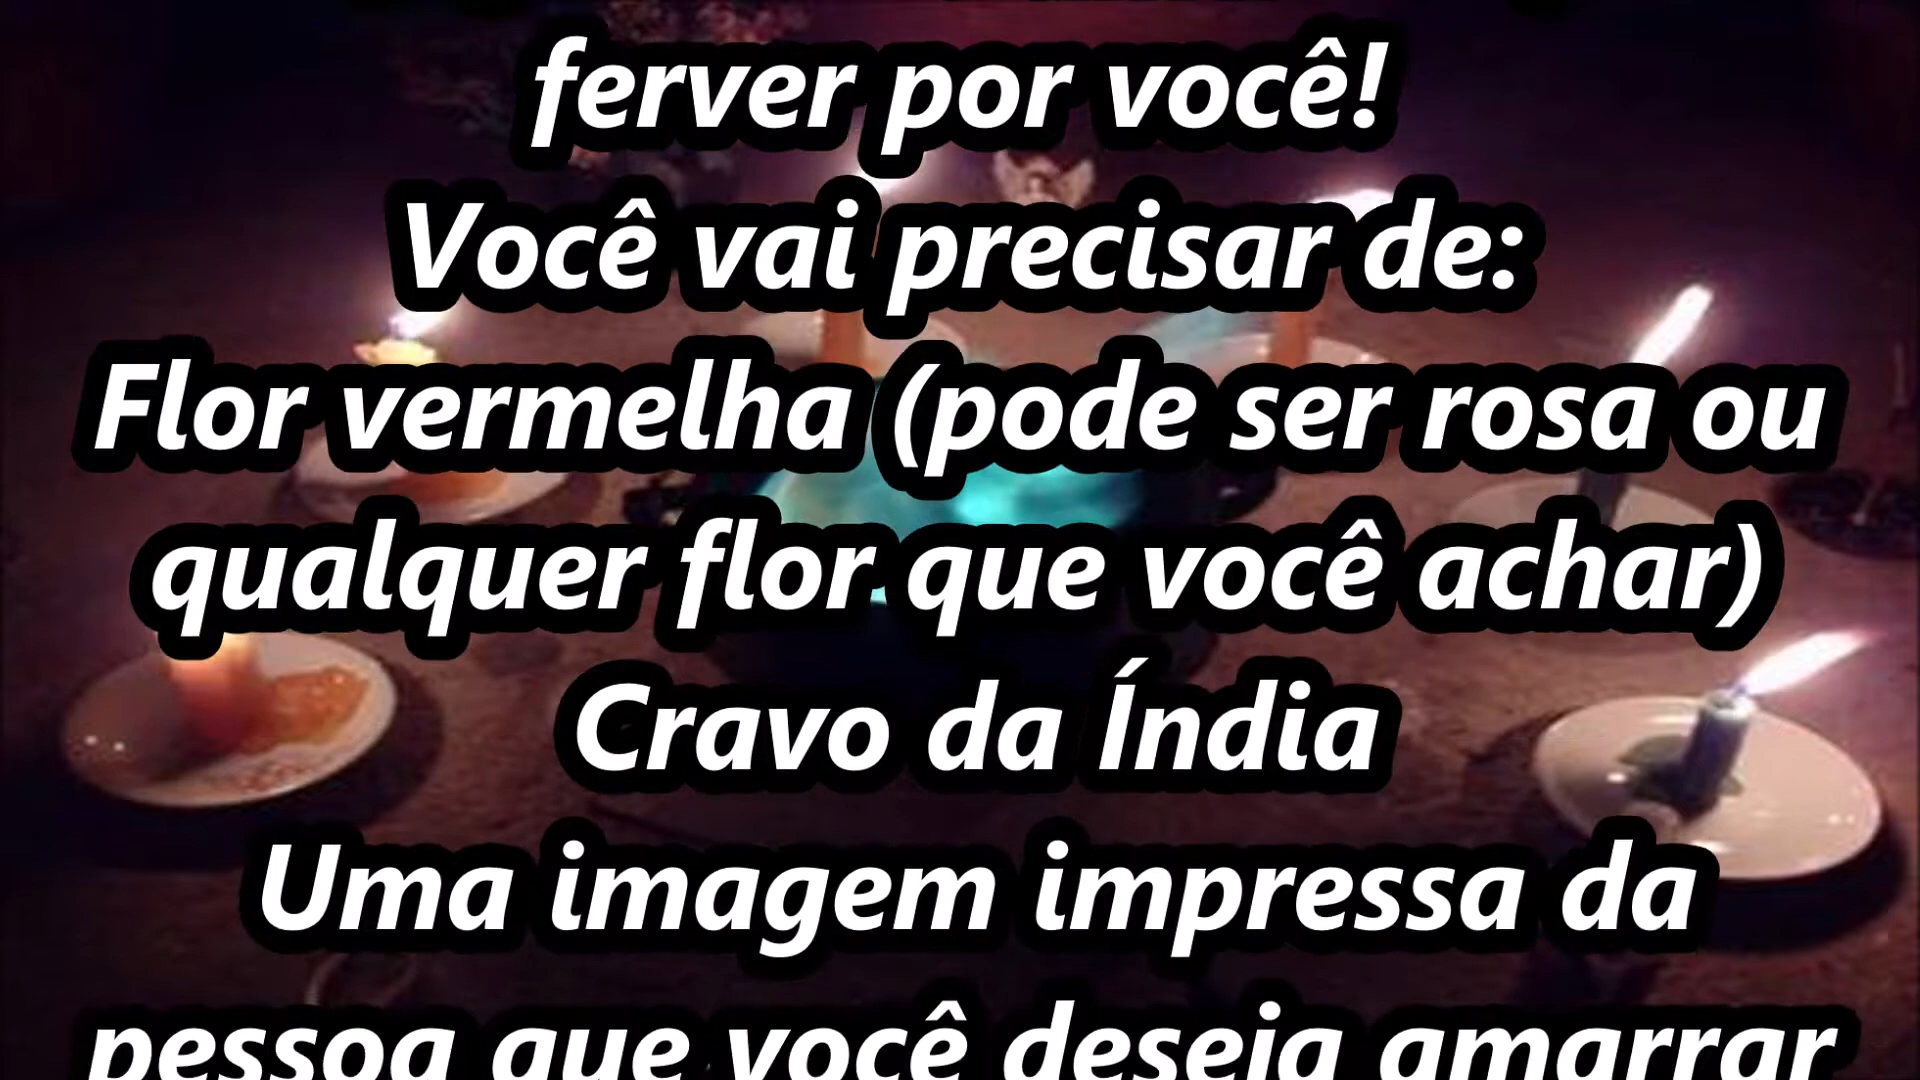 ferver por você!
Você vai precisar de:
Flor vermelha (pode ser rosa ou
qualquer flor que você achar)
Cravo da Índia
Uma imagem impressa da
pessoa que você deseja amarrar